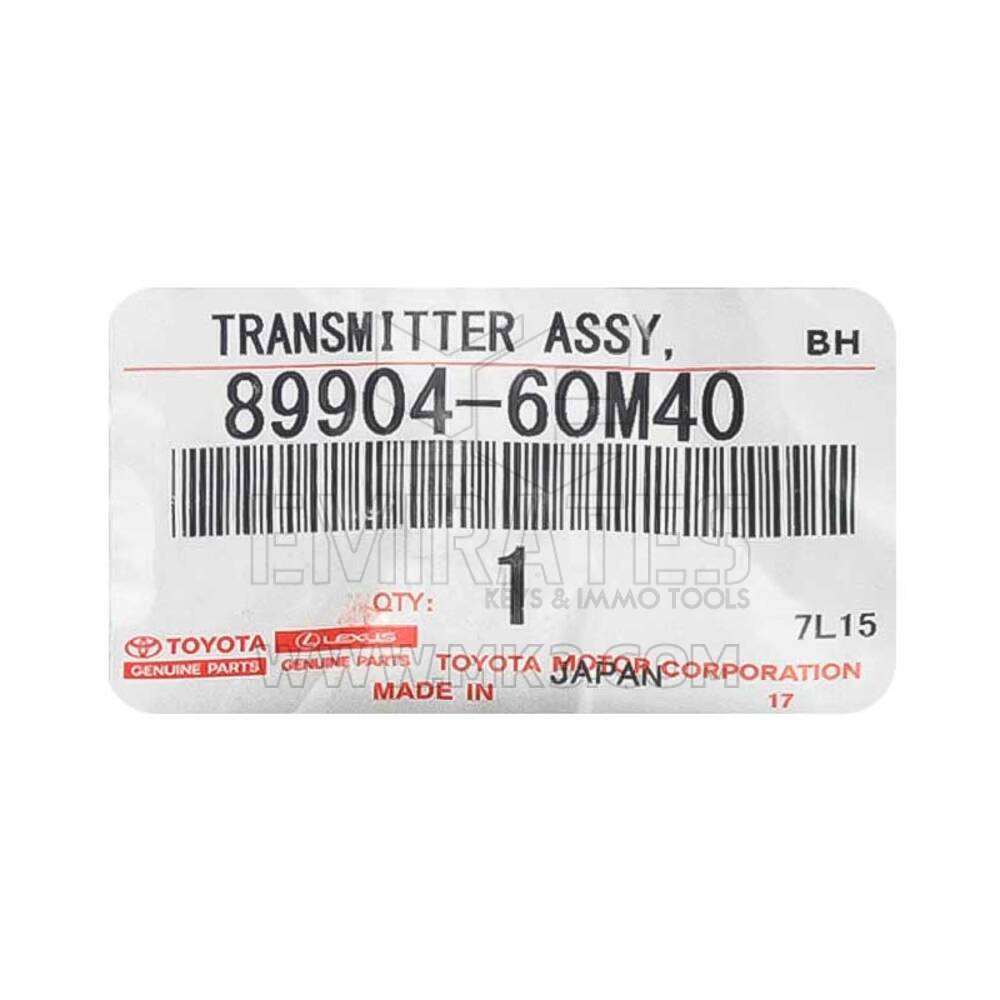 TRANSMITTER ASSY, BH
89904-60M40
EMIRATES
KEYS & IMMO TOOLS
QTY: 1
7L15
TOYOTA LEXUS
GENUINE PARTS GENUINE PARTS
WWW.MK3.COM
TOYOTA MOTOR CORPORATION
MADE IN JAPAN
17